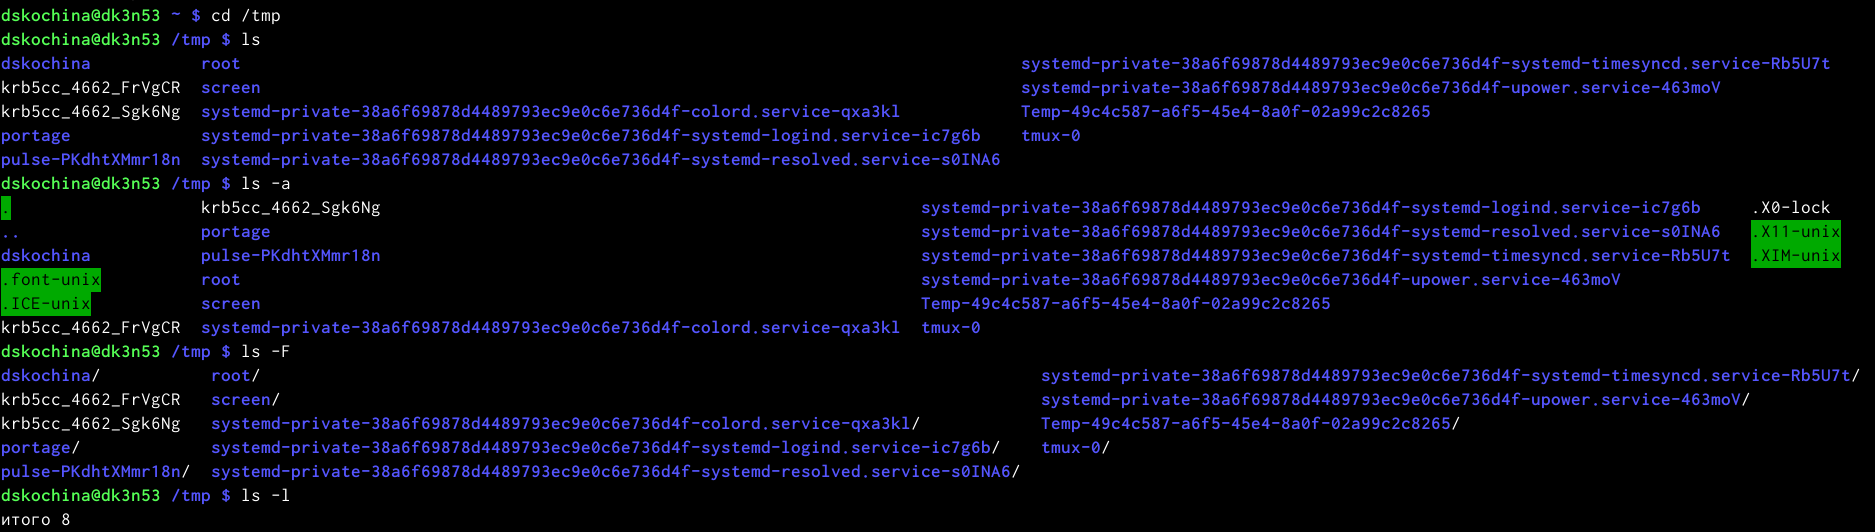 dskochina@dk3n53 ~ $ cd /tmp
dskochina@dk3n53 /tmp $ ls
dskochina root systemd-private-38a6f69878d4489793ec9e0c6e736d4f-systemd-timesyncd.service-Rb5U7t
krb5cc_4662_FrVgCR screen systemd-private-38a6f69878d4489793ec9e0c6e736d4f-upower.service-463moV
krb5cc_4662_Sgk6Ng systemd-private-38a6f69878d4489793ec9e0c6e736d4f-colord.service-qxa3kl Temp-49c4c587-a6f5-45e4-8a0f-02a99c2c8265
portage systemd-private-38a6f69878d4489793ec9e0c6e736d4f-systemd-logind.service-ic7g6b tmux-0
pulse-PKdhtXMmr18n systemd-private-38a6f69878d4489793ec9e0c6e736d4f-systemd-resolved.service-s0INA6
dskochina@dk3n53 /tmp $ ls -a
. krb5cc_4662_Sgk6Ng systemd-private-38a6f69878d4489793ec9e0c6e736d4f-systemd-logind.service-ic7g6b .X0-lock
.. portage systemd-private-38a6f69878d4489793ec9e0c6e736d4f-systemd-resolved.service-s0INA6 .X11-unix
dskochina pulse-PKdhtXMmr18n systemd-private-38a6f69878d4489793ec9e0c6e736d4f-systemd-timesyncd.service-Rb5U7t .XIM-unix
.font-unix root systemd-private-38a6f69878d4489793ec9e0c6e736d4f-upower.service-463moV
.ICE-unix screen Temp-49c4c587-a6f5-45e4-8a0f-02a99c2c8265
krb5cc_4662_FrVgCR systemd-private-38a6f69878d4489793ec9e0c6e736d4f-colord.service-qxa3kl tmux-0
dskochina@dk3n53 /tmp $ ls -F
dskochina/ root/ systemd-private-38a6f69878d4489793ec9e0c6e736d4f-systemd-timesyncd.service-Rb5U7t/
krb5cc_4662_FrVgCR screen/ systemd-private-38a6f69878d4489793ec9e0c6e736d4f-upower.service-463moV/
krb5cc_4662_Sgk6Ng systemd-private-38a6f69878d4489793ec9e0c6e736d4f-colord.service-qxa3kl/ Temp-49c4c587-a6f5-45e4-8a0f-02a99c2c8265/
portage/ systemd-private-38a6f69878d4489793ec9e0c6e736d4f-systemd-logind.service-ic7g6b/ tmux-0/
pulse-PKdhtXMmr18n/ systemd-private-38a6f69878d4489793ec9e0c6e736d4f-systemd-resolved.service-s0INA6/
dskochina@dk3n53 /tmp $ ls -l
итого 8